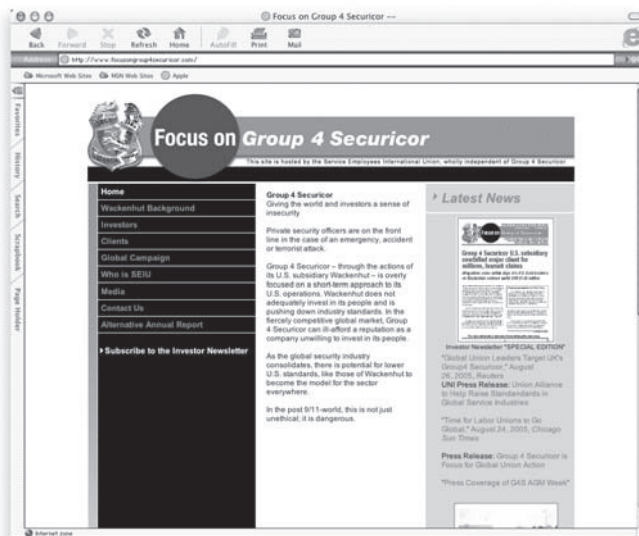 Focus on Group 4 Securicor ---
Back Forward Stop Refresh Home AutoFill Print Mail
Address: http://www.focusongroup4securicor.com/
Microsoft Web Sites MSN Web Sites Apple
Favorites
History
Search
Scrapbook
Page Holder
Focus on Group 4 Securicor
This site is hosted by the Service Employees International Union, wholly independent of Group 4 Securicor
Home
Wackenhut Background
Investors
Clients
Global Campaign
Who is SEIU
Media
Contact Us
Alternative Annual Report
Subscribe to the Investor Newsletter
Group 4 Securicor
Giving the world and investors a sense of
insecurity
Private security officers are on the front
line in the case of an emergency, accident
or terrorist attack.
Group 4 Securicor – through the actions of
its U.S. subsidiary Wackenhut – is overly
focused on a short-term approach to its
U.S. operations. Wackenhut does not
adequately invest in its people and is
pushing down industry standards. In the
fiercely competitive global market, Group
4 Securicor can ill-afford a reputation as a
company unwilling to invest in its people.
As the global security industry
consolidates, there is potential for lower
U.S. standards, like those of Wackenhut to
become the model for the sector
everywhere.
In the post 9/11-world, this is not just
unethical; it is dangerous.
Latest News
Focus on
Group 4 Securicor U.S. subsidiary
Investor Newsletter "SPECIAL EDITION"
"Global Union Leaders Target UK's
Group4 Securicor," August
26, 2005, Reuters
UNI Press Release: Union Alliance
to Help Raise Standandards in
Global Service Industries
"Time for Labor Unions to Go
Global," August 24, 2005, Chicago
Sun Times
Press Release: Group 4 Securicor is
Focus for Global Union Action
"Press Coverage of G4S AGM Week"
Internet zone